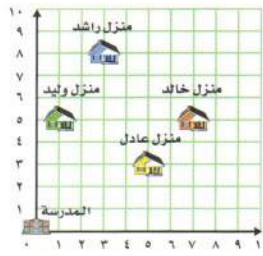 ١٠
٩
منزل راشد
٨
٧
منزل وليد
منزل خالد
٦
٥
منزل عادل
٤
٣
٢
١
المدرسة
٠ ١ ٢ ٣ ٤ ٥ ٦ ٧ ٨ ٩ ١